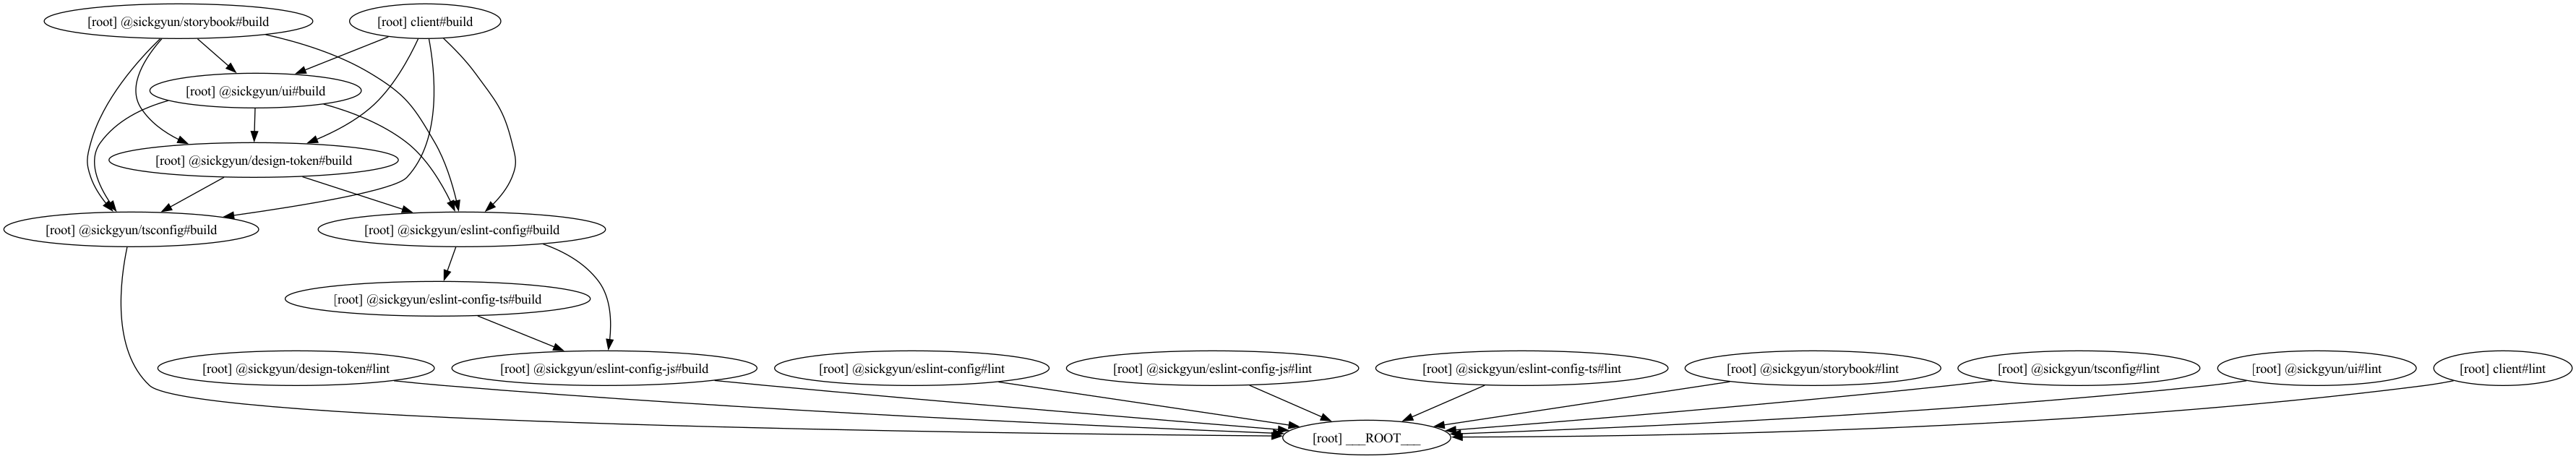 [root] @sickgyun/storybook#build
[root] client#build
[root] @sickgyun/ui#build
[root] @sickgyun/design-token#build
[root] @sickgyun/tsconfig#build
[root] @sickgyun/eslint-config#build
[root] @sickgyun/eslint-config-ts#build
[root] @sickgyun/design-token#lint
[root] @sickgyun/eslint-config-js#build
[root] @sickgyun/eslint-config#lint
[root] @sickgyun/eslint-config-js#lint
[root] @sickgyun/eslint-config-ts#lint
[root] @sickgyun/storybook#lint
[root] @sickgyun/tsconfig#lint
[root] @sickgyun/ui#lint
[root] client#lint
[root] ___ROOT___